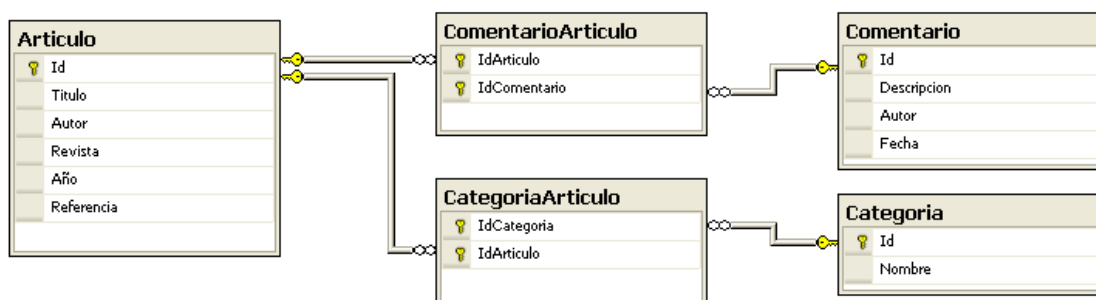 Articulo
Id
Titulo
Autor
Revista
Año
Referencia
ComentarioArticulo
IdArticulo
IdComentario
Comentario
Id
Descripcion
Autor
Fecha
CategoriaArticulo
IdCategoria
IdArticulo
Categoria
Id
Nombre